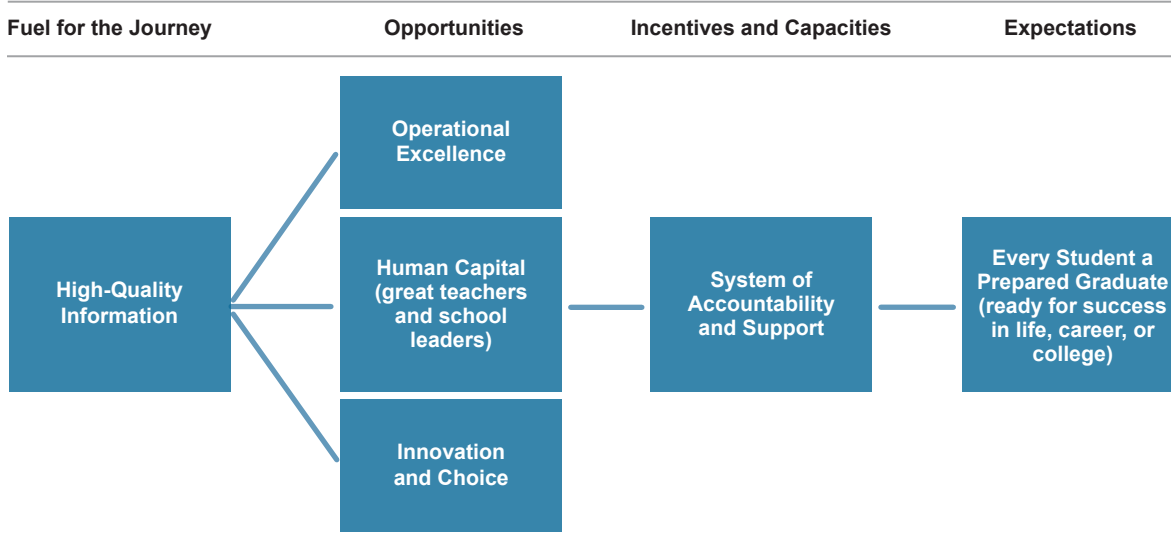 Fuel for the Journey
Opportunities
Incentives and Capacities
Expectations
High-Quality
Information
Operational
Excellence
Human Capital
(great teachers
and school
leaders)
Innovation
and Choice
System of
Accountability
and Support
Every Student a
Prepared Graduate
(ready for success
in life, career, or
college)